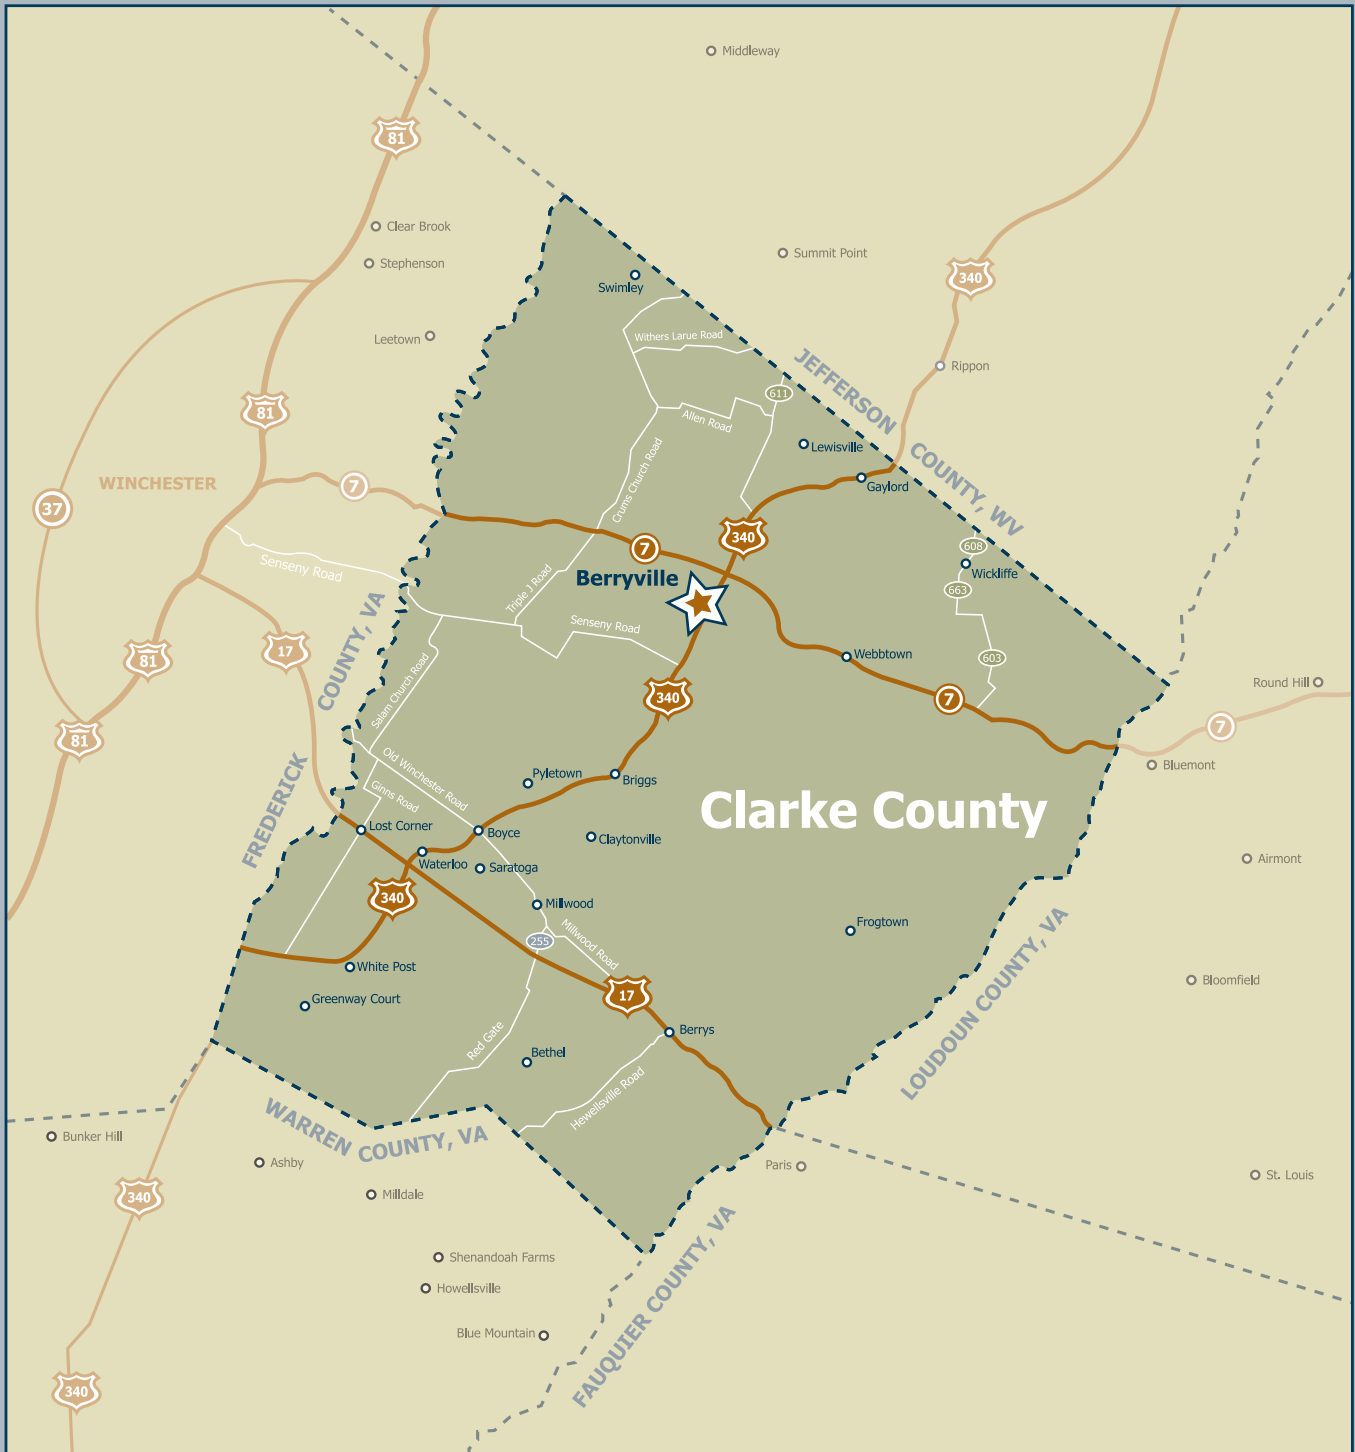 Middleway
81
Clear Brook
Stephenson
Summit Point
340
Swimley
Leetown
Withers Larue Road
JEFFERSON COUNTY, WV
Rippon
611
81
Allen Road
Lewisville
Crums Church Road
WINCHESTER
7
Gaylord
37
340
7
608
Senseny Road
Wickliffe
Berryville
663
Triple J Road
COUNTY, VA
FREDERICK
Senseny Road
17
81
Webbtown
603
Salam Church Road
Round Hill
340
7
7
81
Old Winchester Road
Bluemont
Pyletown
Briggs
Ginns Road
Clarke County
Lost Corner
Boyce
Claytonville
Waterloo
Saratoga
Airmont
340
Millwood
Frogtown
255
Millwood Road
White Post
LOUDOUN COUNTY, VA
Bloomfield
17
Greenway Court
Berrys
Red Gate
Bethel
Hewellsville Road
WARREN COUNTY, VA
Bunker Hill
Ashby
Paris
St. Louis
340
Milldale
FAUQUIER COUNTY, VA
Shenandoah Farms
Howellsville
Blue Mountain
340